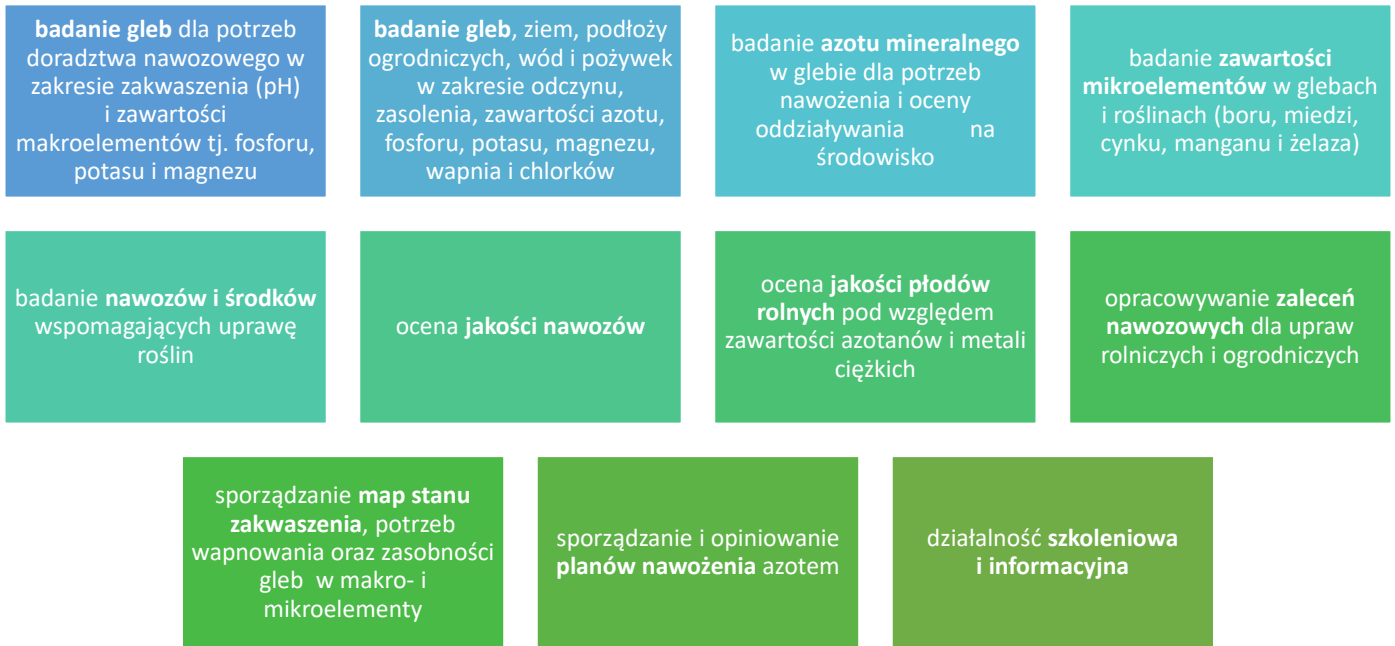 badanie gleb dla potrzeb
doradztwa nawozowego w
zakresie zakwaszenia (pH)
i zawartości
makroelementów tj. fosforu,
potasu i magnezu
badanie gleb, ziem, podłoży
ogrodniczych, wód i pożywek
w zakresie odczynu,
zasolenia, zawartości azotu,
fosforu, potasu, magnezu,
wapnia i chlorków
badanie azotu mineralnego
w glebie dla potrzeb
nawożenia i oceny
oddziaływania na
środowisko
badanie zawartości
mikroelementów w glebach
i roślinach (boru, miedzi,
cynku, manganu i żelaza)
badanie nawozów i środków
wspomagających uprawę
roślin
ocena jakości nawozów
ocena jakości płodów
rolnych pod względem
zawartości azotanów i metali
ciężkich
opracowywanie zaleceń
nawozowych dla upraw
rolniczych i ogrodniczych
sporządzanie map stanu
zakwaszenia, potrzeb
wapnowania oraz zasobności
gleb w makro- i
mikroelementy
sporządzanie i opiniowanie
planów nawożenia azotem
działalność szkoleniowa
i informacyjna